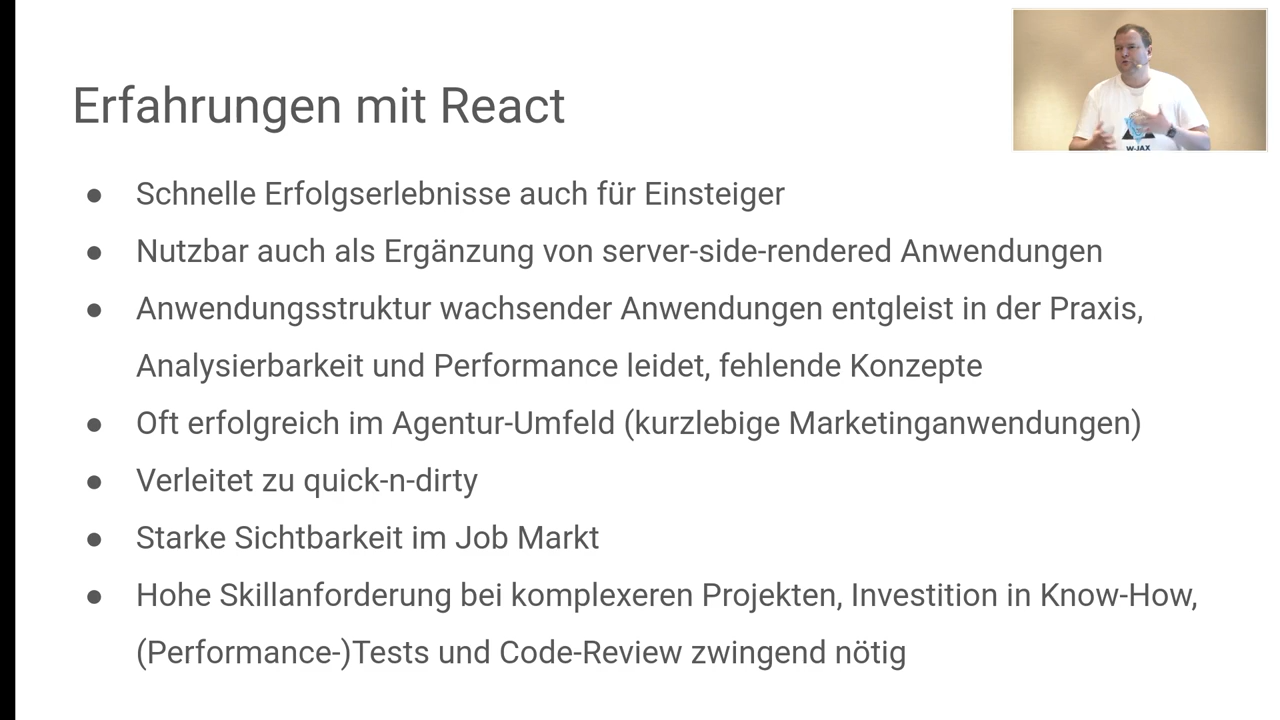 Erfahrungen mit React
● Schnelle Erfolgserlebnisse auch für Einsteiger
● Nutzbar auch als Ergänzung von server-side-rendered Anwendungen
● Anwendungsstruktur wachsender Anwendungen entgleist in der Praxis,
Analysierbarkeit und Performance leidet, fehlende Konzepte
● Oft erfolgreich im Agentur-Umfeld (kurzlebige Marketinganwendungen)
● Verleitet zu quick-n-dirty
● Starke Sichtbarkeit im Job Markt
● Hohe Skillanforderung bei komplexeren Projekten, Investition in Know-How,
(Performance-)Tests und Code-Review zwingend nötig
W-JAX